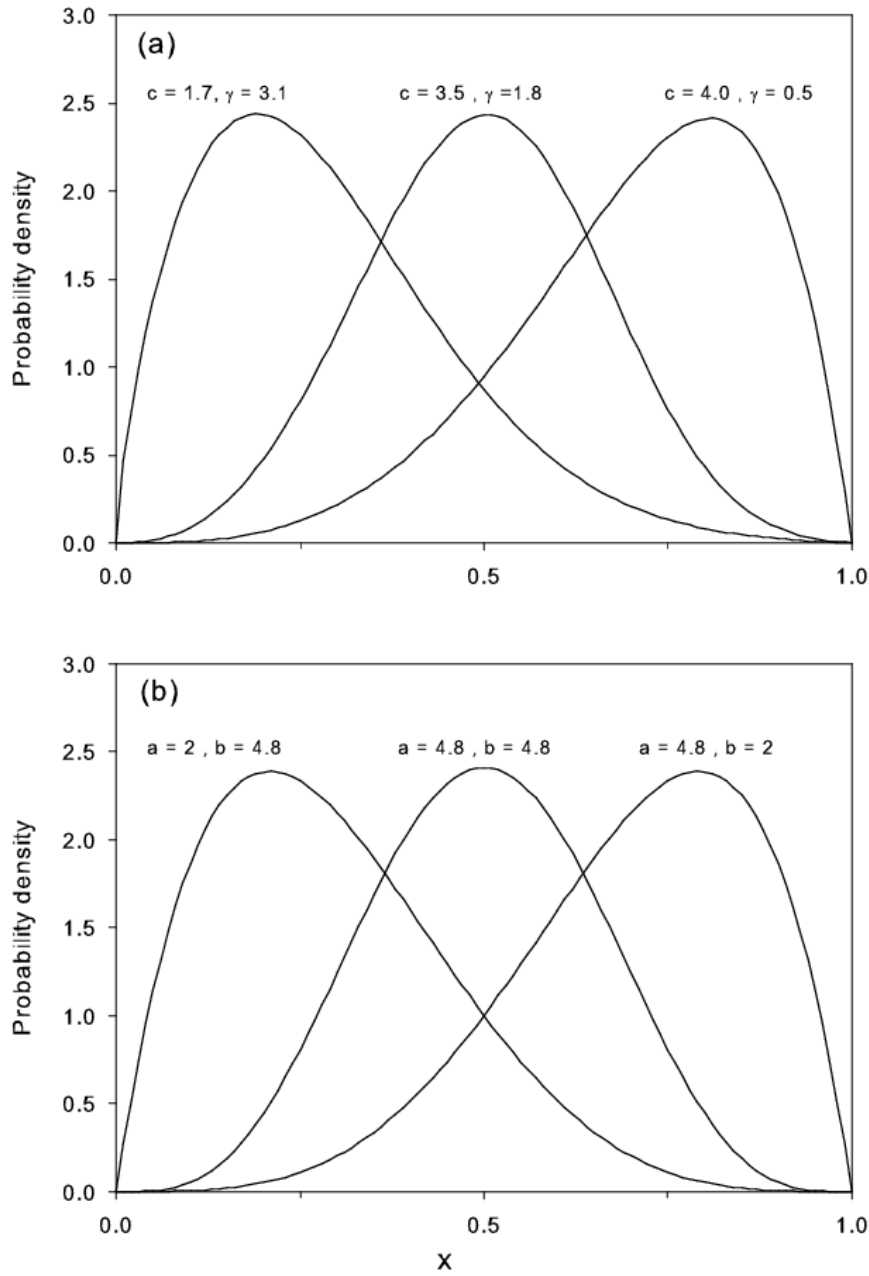 3.0
(a)
c = 1.7, γ = 3.1 c = 3.5 , γ =1.8 c = 4.0 , γ = 0.5
2.5
2.0
Probability density
1.5
1.0
0.5
0.0
0.0 0.5 1.0
3.0
(b)
a = 2 , b = 4.8 a = 4.8 , b = 4.8 a = 4.8 , b = 2
2.5
2.0
Probability density
1.5
1.0
0.5
0.0
0.0 0.5 1.0
x